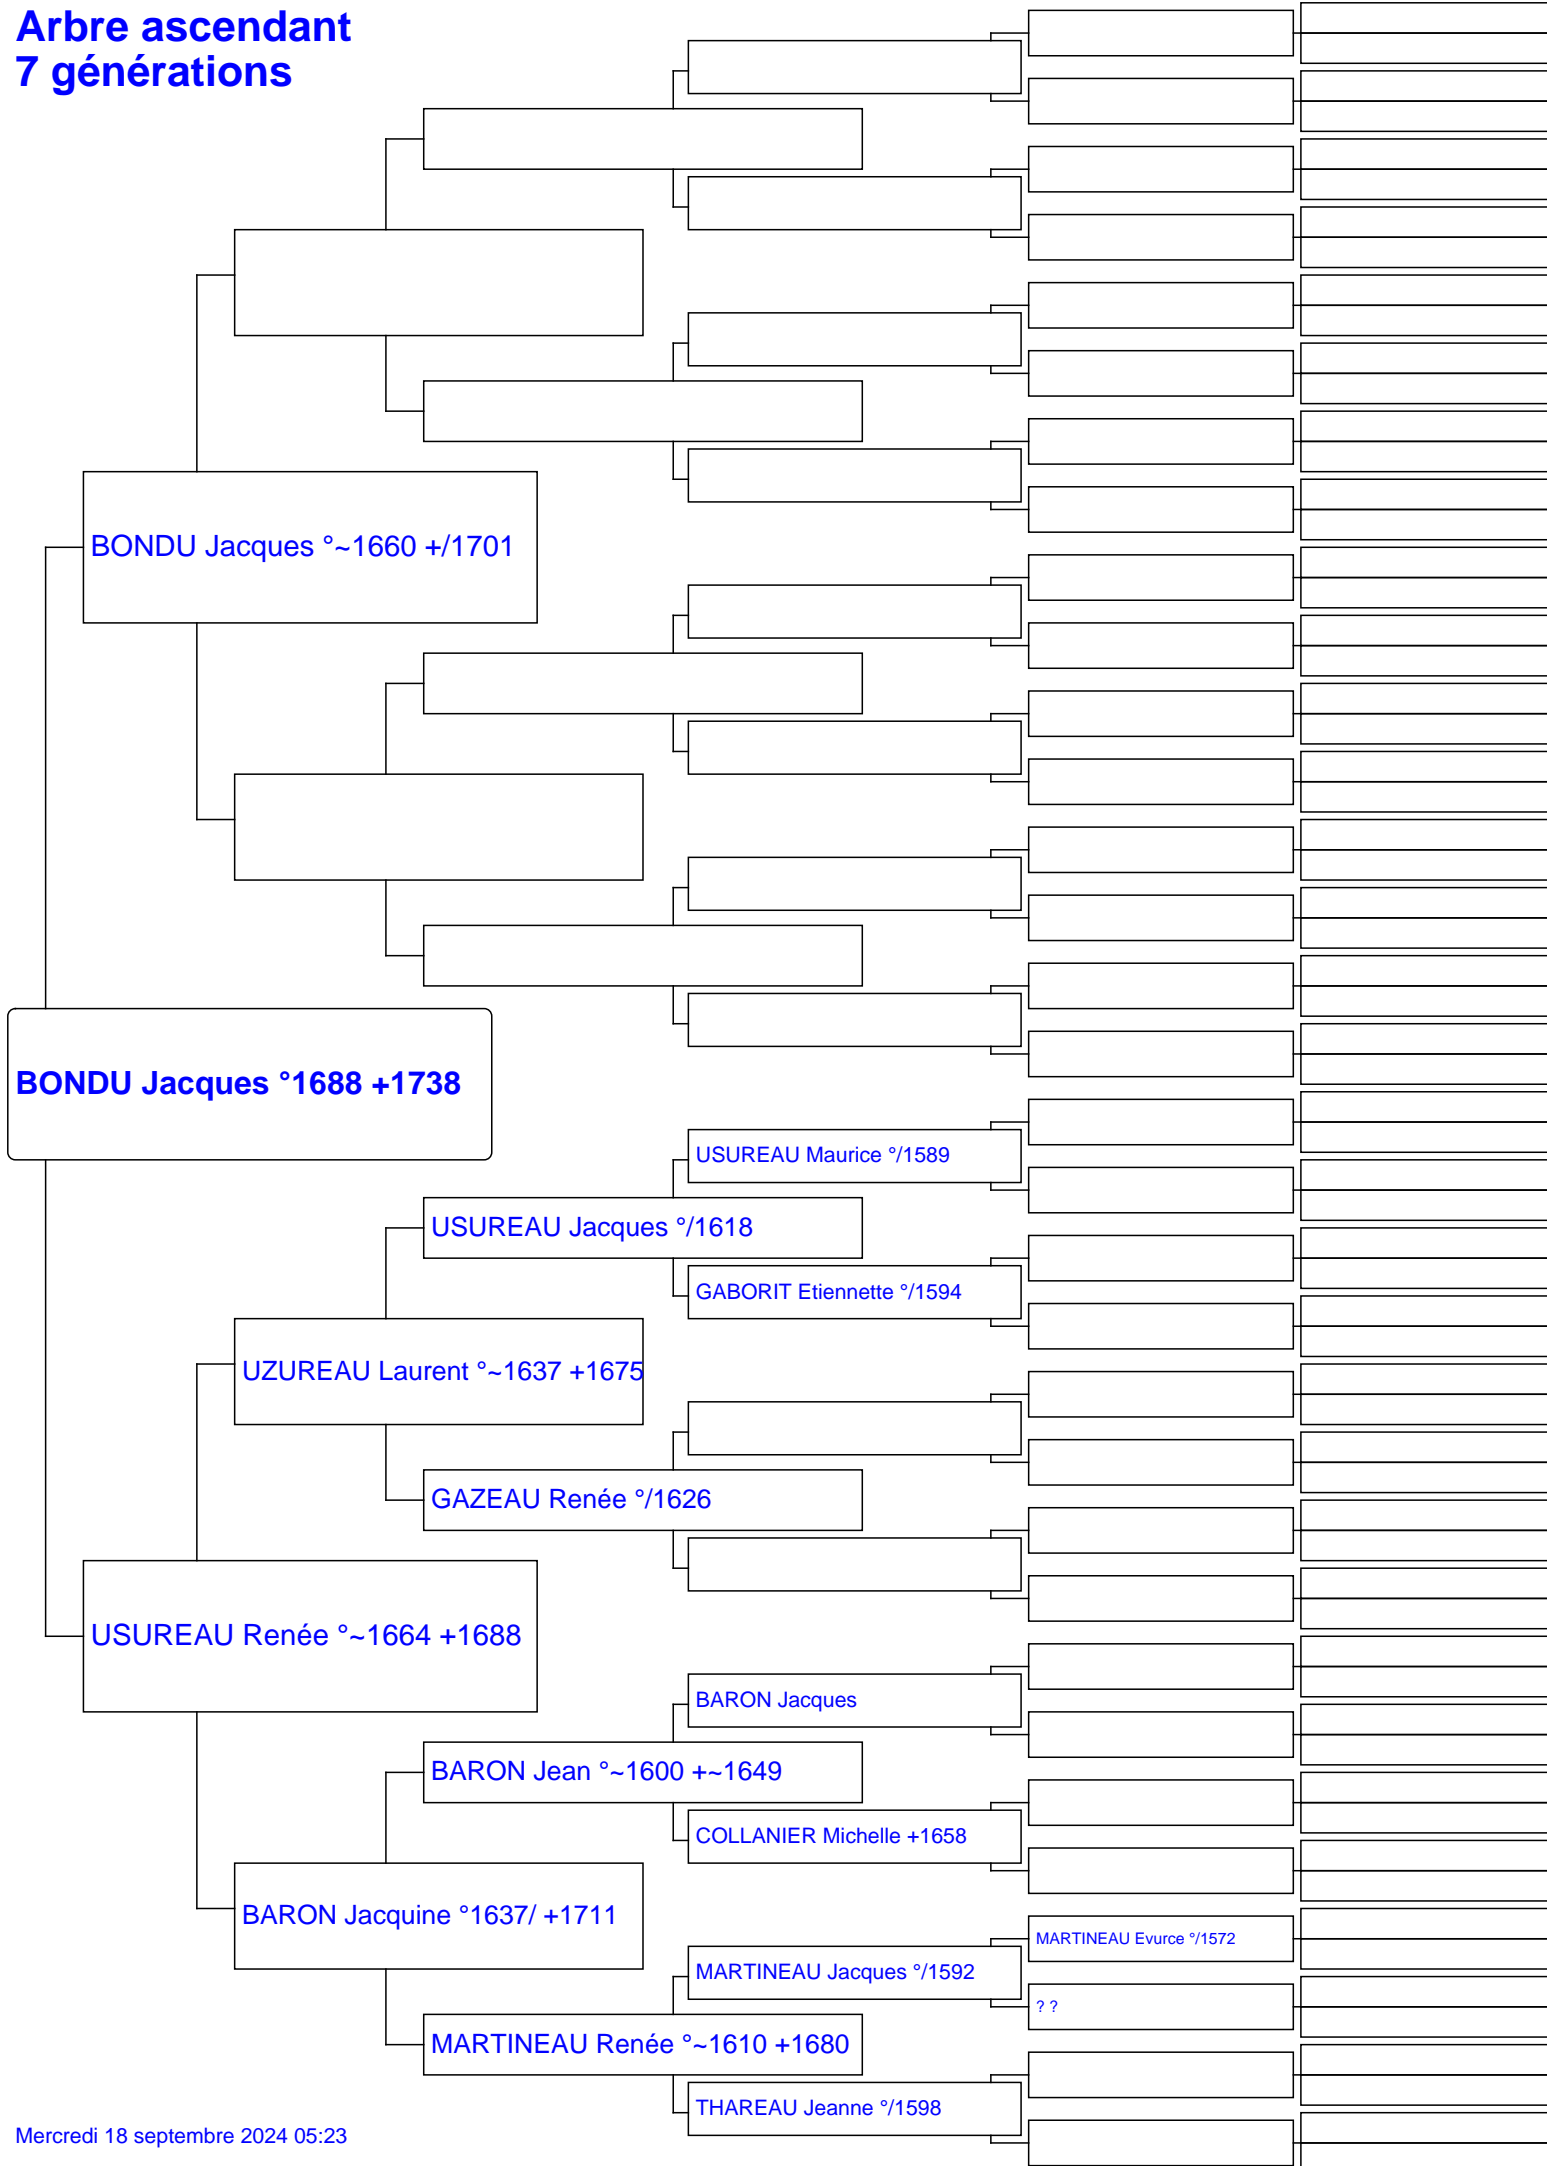 Arbre ascendant
7 générations
BONDU Jacques °~1660 +/1701
BONDU Jacques °1688 +1738
USUREAU Maurice °/1589
USUREAU Jacques °/1618
GABORIT Etiennette °/1594
UZUREAU Laurent °~1637 +1675
GAZEAU Renée °/1626
USUREAU Renée °~1664 +1688
BARON Jacques
BARON Jean °~1600 +~1649
COLLANIER Michelle +1658
BARON Jacquine °1637/ +1711
MARTINEAU Evurce °/1572
MARTINEAU Jacques °/1592
? ?
MARTINEAU Renée °~1610 +1680
THAREAU Jeanne °/1598
Mercredi 18 septembre 2024 05:23